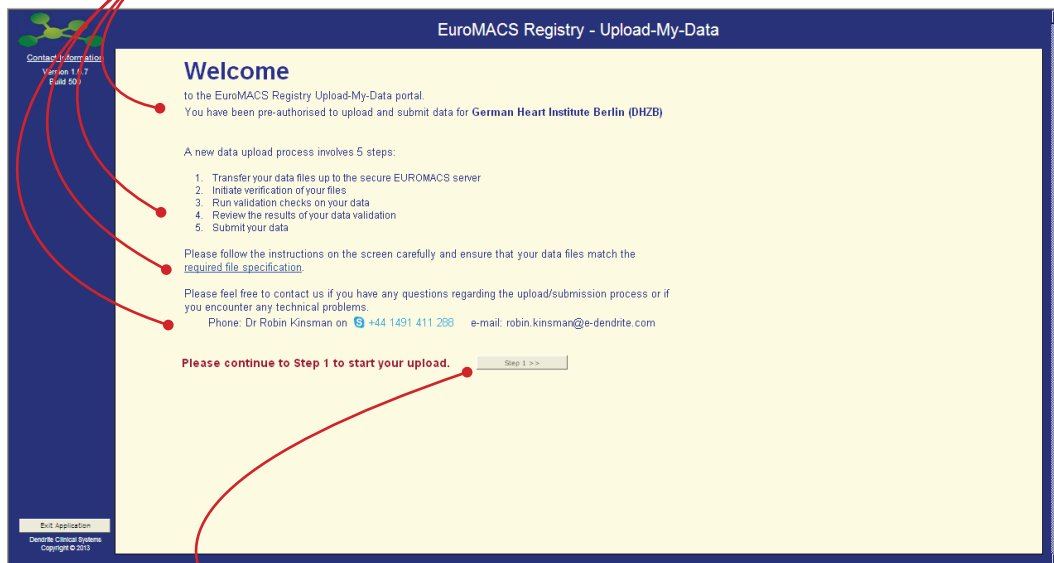 EuroMACS Registry - Upload-My-Data
Contact Information
Version 1.6.7
Build 500
Welcome
to the EuroMACS Registry Upload-My-Data portal.
You have been pre-authorised to upload and submit data for German Heart Institute Berlin (DHZB)
A new data upload process involves 5 steps:
1. Transfer your data files up to the secure EUROMACS server
2. Initiate verification of your files
3. Run validation checks on your data
4. Review the results of your data validation
5. Submit your data
Please follow the instructions on the screen carefully and ensure that your data files match the
required file specification.
Please feel free to contact us if you have any questions regarding the upload/submission process or if
you encounter any technical problems.
Phone: Dr Robin Kinsman on +44 1491 411 288 e-mail: robin.kinsman@e-dendrite.com
Please continue to Step 1 to start your upload. Step 1 >>
Exit Application
Dendrite Clinical Systems
Copyright © 2013